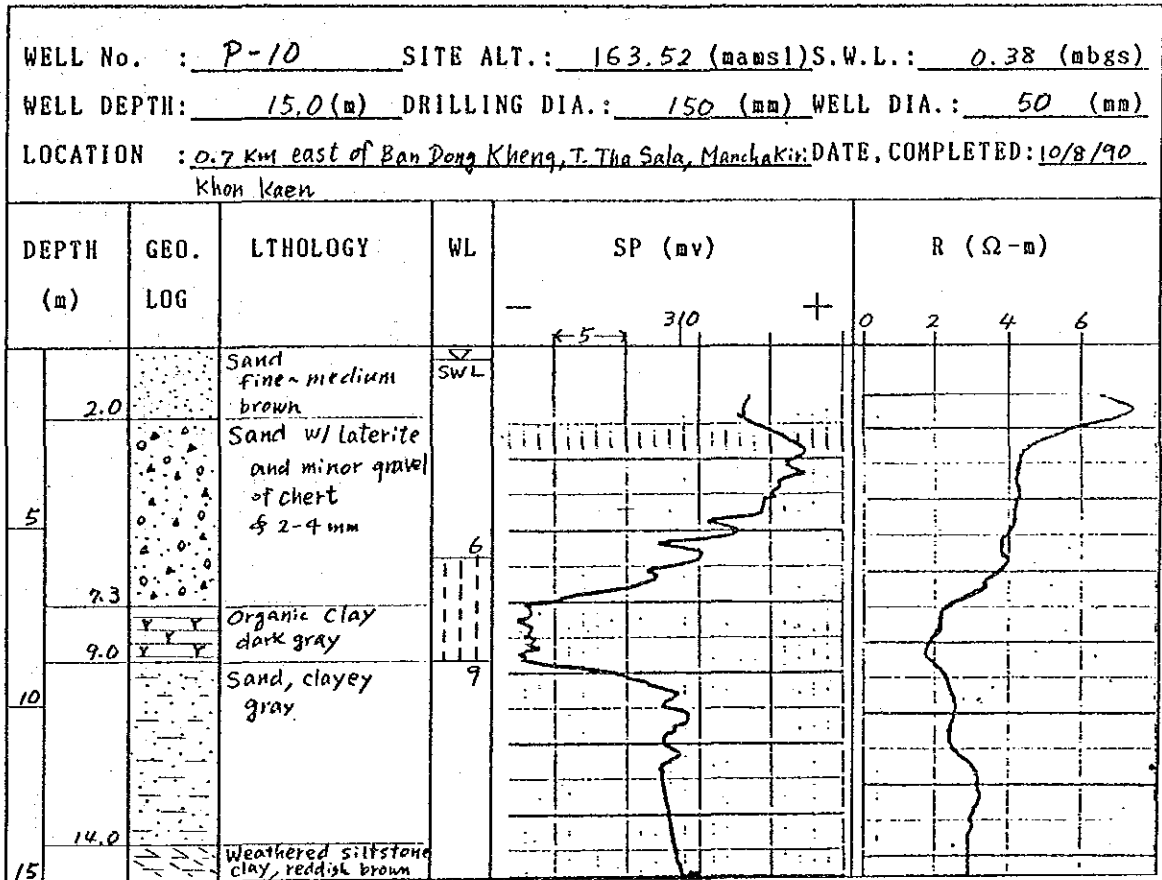 WELL No. : P-10 SITE ALT.: 163.52 (mamsl) S.W.L.: 0.38 (mbgs)
WELL DEPTH: 15.0 (m) DRILLING DIA.: 150 (mm) WELL DIA.: 50 (mm)
LOCATION : 0.7 Km east of Ban Dong Kheng, T. Tha Sala, Manchakiri DATE, COMPLETED: 10/8/90
Khon Kaen
DEPTH (m)
GEO. LOG
LTHOLOGY
WL
SP (mv)
R (Ω-m)
− +
5 310
0 2 4 6
SWL
Sand
fine~medium
brown
2.0
Sand w/ laterite
and minor gravel
of chert
2-4 mm
5
6
7.3
Organic Clay
dark gray
9.0
9
Sand, clayey
gray
10
14.0
Weathered siltstone
clay, reddish brown
15